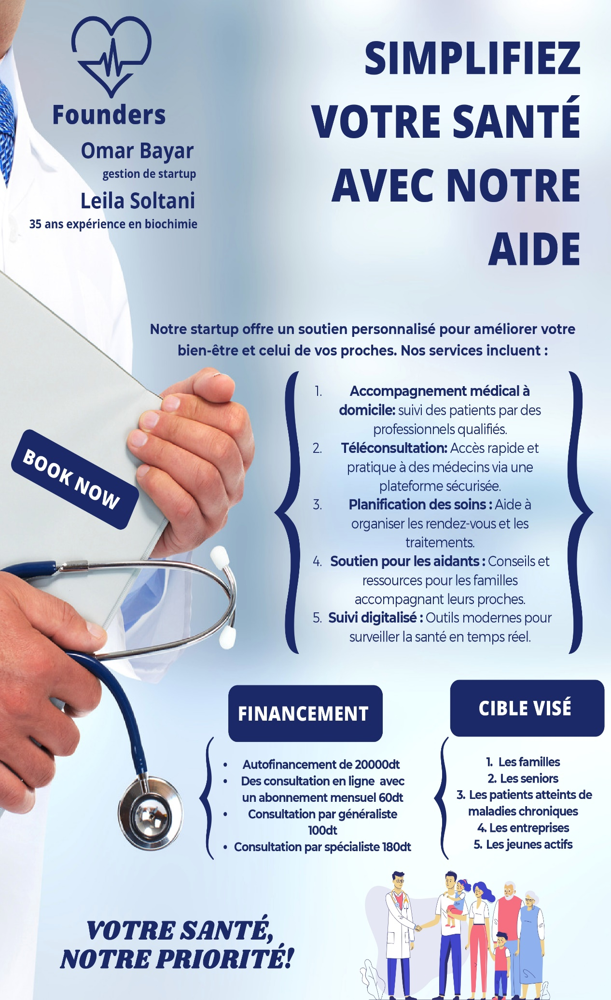 Founders
Omar Bayar
gestion de startup
Leila Soltani
35 ans expérience en biochimie
SIMPLIFIEZ
VOTRE SANTÉ
AVEC NOTRE
AIDE
Notre startup offre un soutien personnalisé pour améliorer votre
bien-être et celui de vos proches. Nos services incluent :
1. Accompagnement médical à
domicile: suivi des patients par des
professionnels qualifiés.
2. Téléconsultation: Accès rapide et
pratique à des médecins via une
plateforme sécurisée.
3. Planification des soins : Aide à
organiser les rendez-vous et les
traitements.
4. Soutien pour les aidants : Conseils et
ressources pour les familles
accompagnant leurs proches.
5. Suivi digitalisé : Outils modernes pour
surveiller la santé en temps réel.
BOOK NOW
FINANCEMENT
• Autofinancement de 20000dt
• Des consultation en ligne avec
un abonnement mensuel 60dt
• Consultation par généraliste
100dt
• Consultation par spécialiste 180dt
CIBLE VISÉ
1. Les familles
2. Les seniors
3. Les patients atteints de
maladies chroniques
4. Les entreprises
5. Les jeunes actifs
VOTRE SANTÉ,
NOTRE PRIORITÉ!